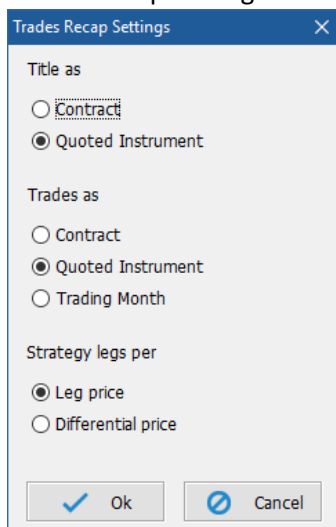 Trades Recap Settings
Title as
Contract
Quoted Instrument
Trades as
Contract
Quoted Instrument
Trading Month
Strategy legs per
Leg price
Differential price
Ok Cancel